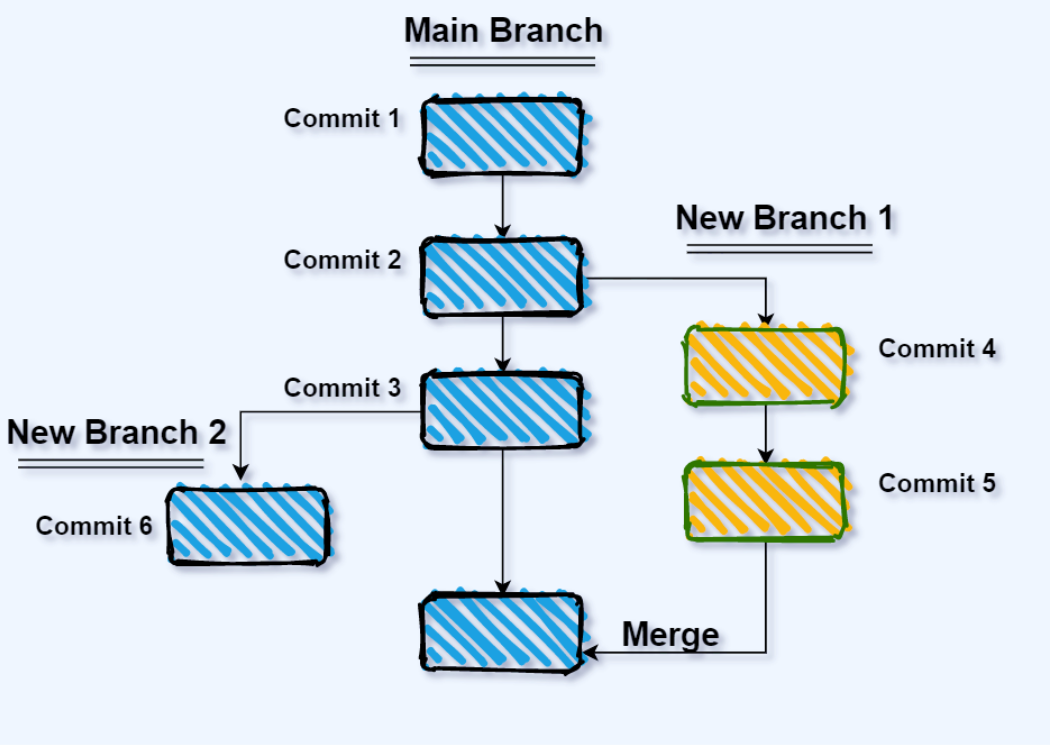 Main Branch
Commit 1
New Branch 1
Commit 2
Commit 4
Commit 3
New Branch 2
Commit 5
Commit 6
Merge